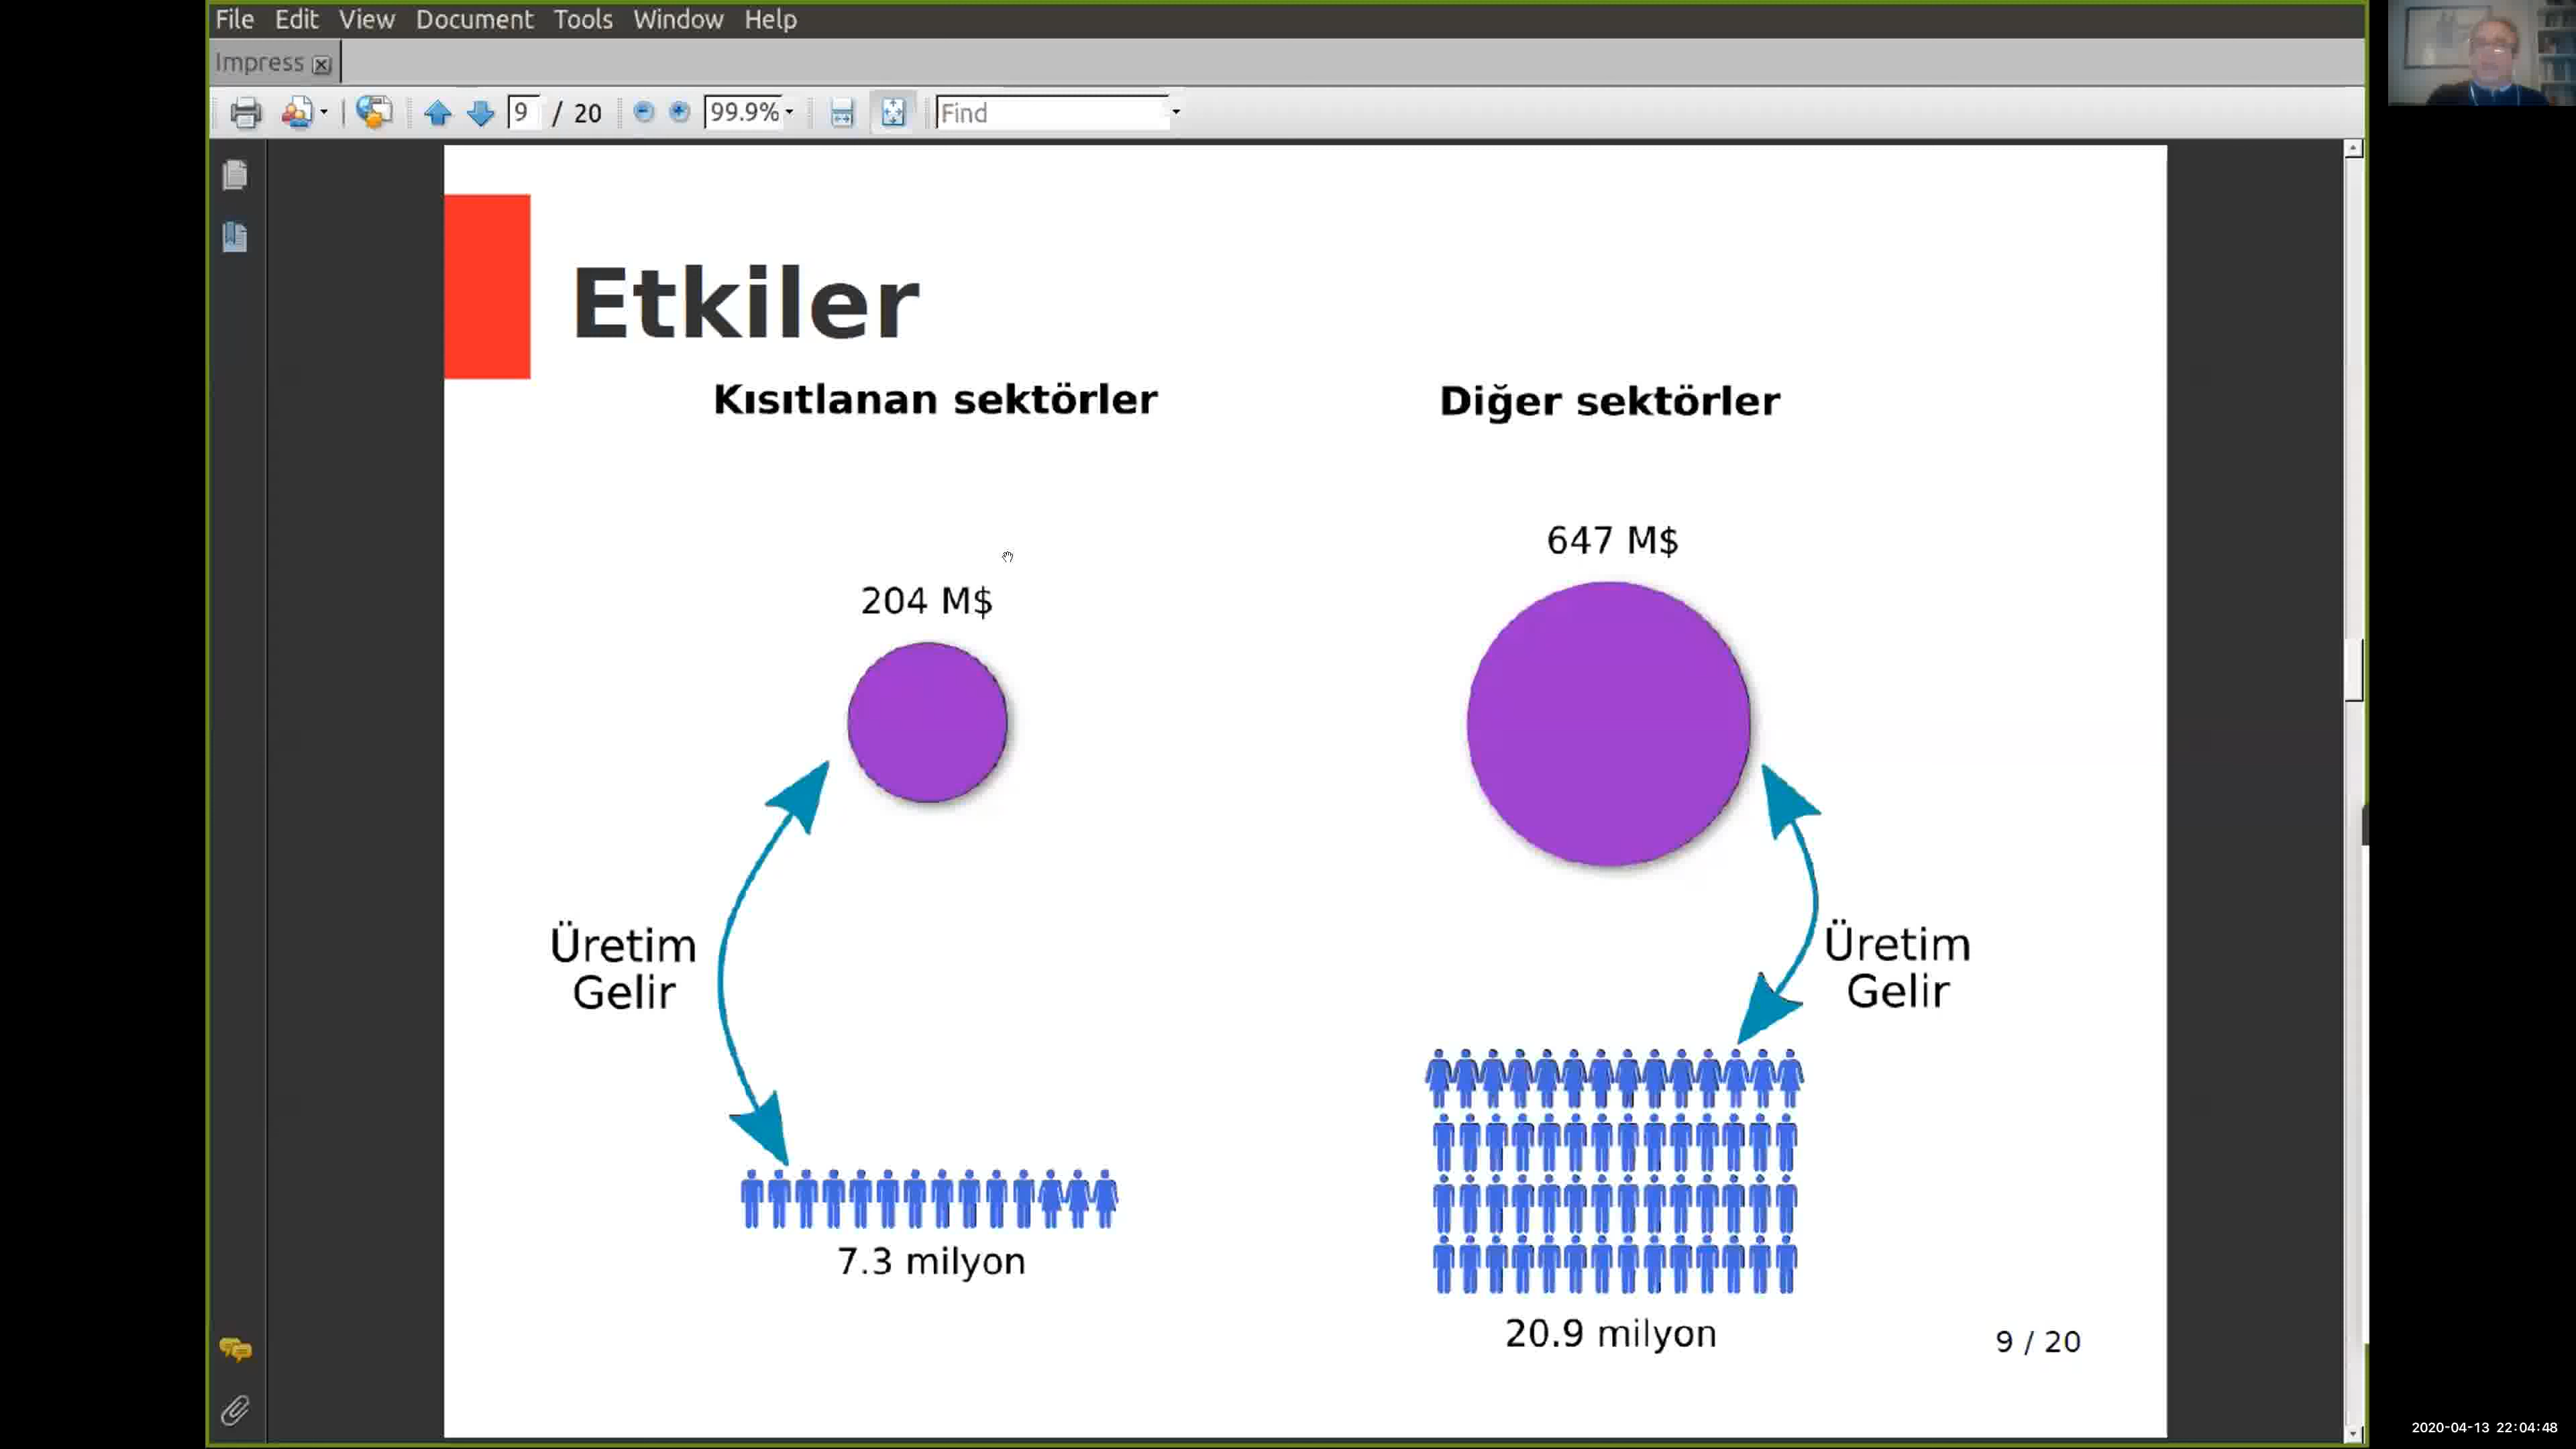 File Edit View Document Tools Window Help
Impress
9 / 20 99.9% Find
Etkiler
Kısıtlanan sektörler
Diğer sektörler
647 M$
204 M$
Üretim
Gelir
Üretim
Gelir
7.3 milyon
20.9 milyon
9 / 20
2020-04-13 22:04:48